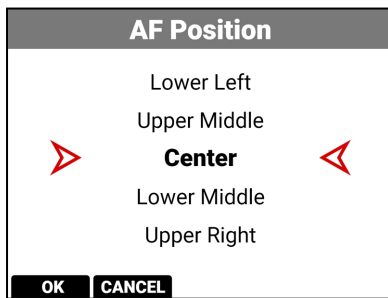 AF Position
Lower Left
Upper Middle
Center
Lower Middle
Upper Right
OK CANCEL